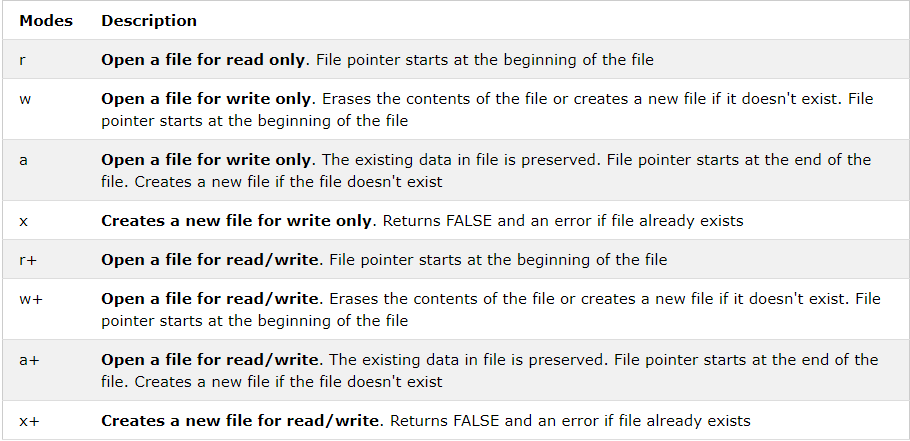 Modes Description
r Open a file for read only. File pointer starts at the beginning of the file
w Open a file for write only. Erases the contents of the file or creates a new file if it doesn't exist. File
pointer starts at the beginning of the file
a Open a file for write only. The existing data in file is preserved. File pointer starts at the end of the
file. Creates a new file if the file doesn't exist
x Creates a new file for write only. Returns FALSE and an error if file already exists
r+ Open a file for read/write. File pointer starts at the beginning of the file
w+ Open a file for read/write. Erases the contents of the file or creates a new file if it doesn't exist. File
pointer starts at the beginning of the file
a+ Open a file for read/write. The existing data in file is preserved. File pointer starts at the end of the
file. Creates a new file if the file doesn't exist
x+ Creates a new file for read/write. Returns FALSE and an error if file already exists